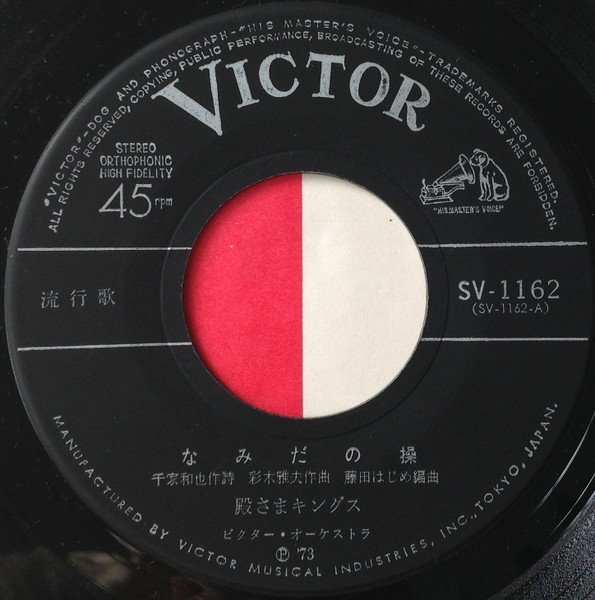 "VICTOR"-DOG AND PHONOGRAPH-"HIS MASTER'S VOICE"-TRADEMARKS REGISTERED.
ALL RIGHTS RESERVED, COPYING, PUBLIC PERFORMANCE, BROADCASTING OF THESE RECORDS ARE FORBIDDEN.
VICTOR
STEREO
ORTHOPHONIC
HIGH FIDELITY
45 rpm
"HIS MASTER'S VOICE"
流行歌
SV-1162
(SV-1162-A)
なみだの操
千家和也作詩 彩木雅夫作曲 藤田はじめ編曲
殿さまキングス
ビクター・オーケストラ
Ⓟ '73
MANUFACTURED BY VICTOR MUSICAL INDUSTRIES, INC., TOKYO, JAPAN.